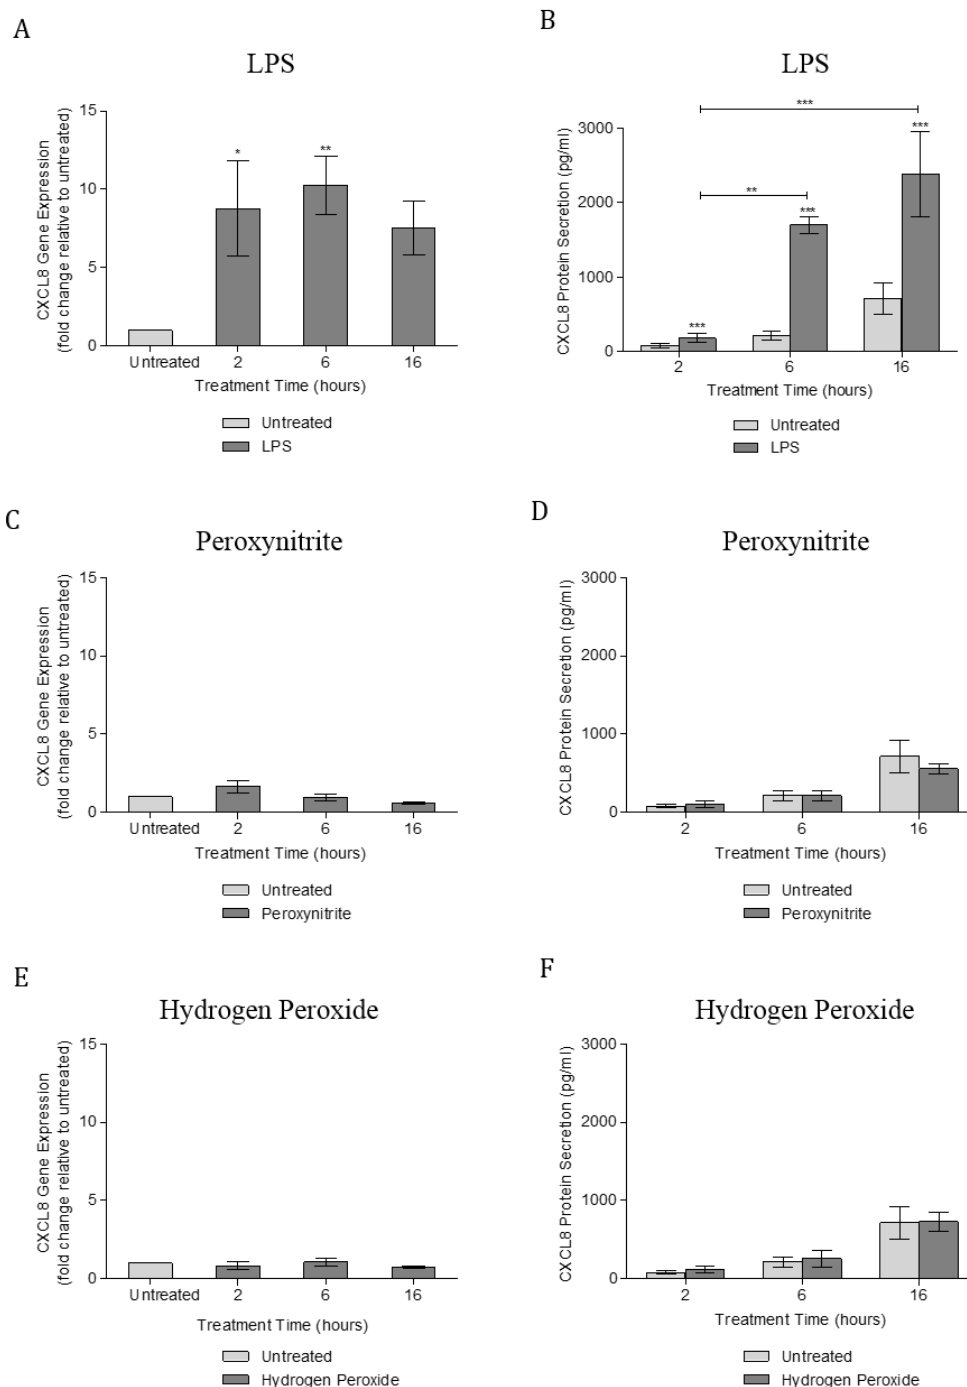 A
LPS
CXCL8 Gene Expression
(fold change relative to untreated)
15
10
5
0
*
**
Untreated
2
6
16
Treatment Time (hours)
Untreated
LPS
B
LPS
CXCL8 Protein Secretion (pg/ml)
3000
2000
1000
0
***
**
***
***
***
2
6
16
Treatment Time (hours)
Untreated
LPS
C
Peroxynitrite
CXCL8 Gene Expression
(fold change relative to untreated)
15
10
5
0
Untreated
2
6
16
Treatment Time (hours)
Untreated
Peroxynitrite
D
Peroxynitrite
CXCL8 Protein Secretion (pg/ml)
3000
2000
1000
0
2
6
16
Treatment Time (hours)
Untreated
Peroxynitrite
E
Hydrogen Peroxide
CXCL8 Gene Expression
(fold change relative to untreated)
15
10
5
0
Untreated
2
6
16
Treatment Time (hours)
Untreated
Hydrogen Peroxide
F
Hydrogen Peroxide
CXCL8 Protein Secretion (pg/ml)
3000
2000
1000
0
2
6
16
Treatment Time (hours)
Untreated
Hydrogen Peroxide